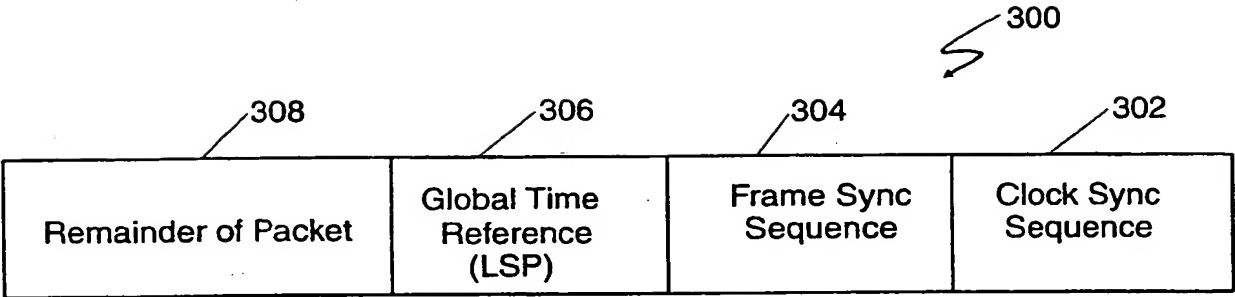 300
308
306
304
302
Remainder of Packet
Global Time
Reference
(LSP)
Frame Sync
Sequence
Clock Sync
Sequence